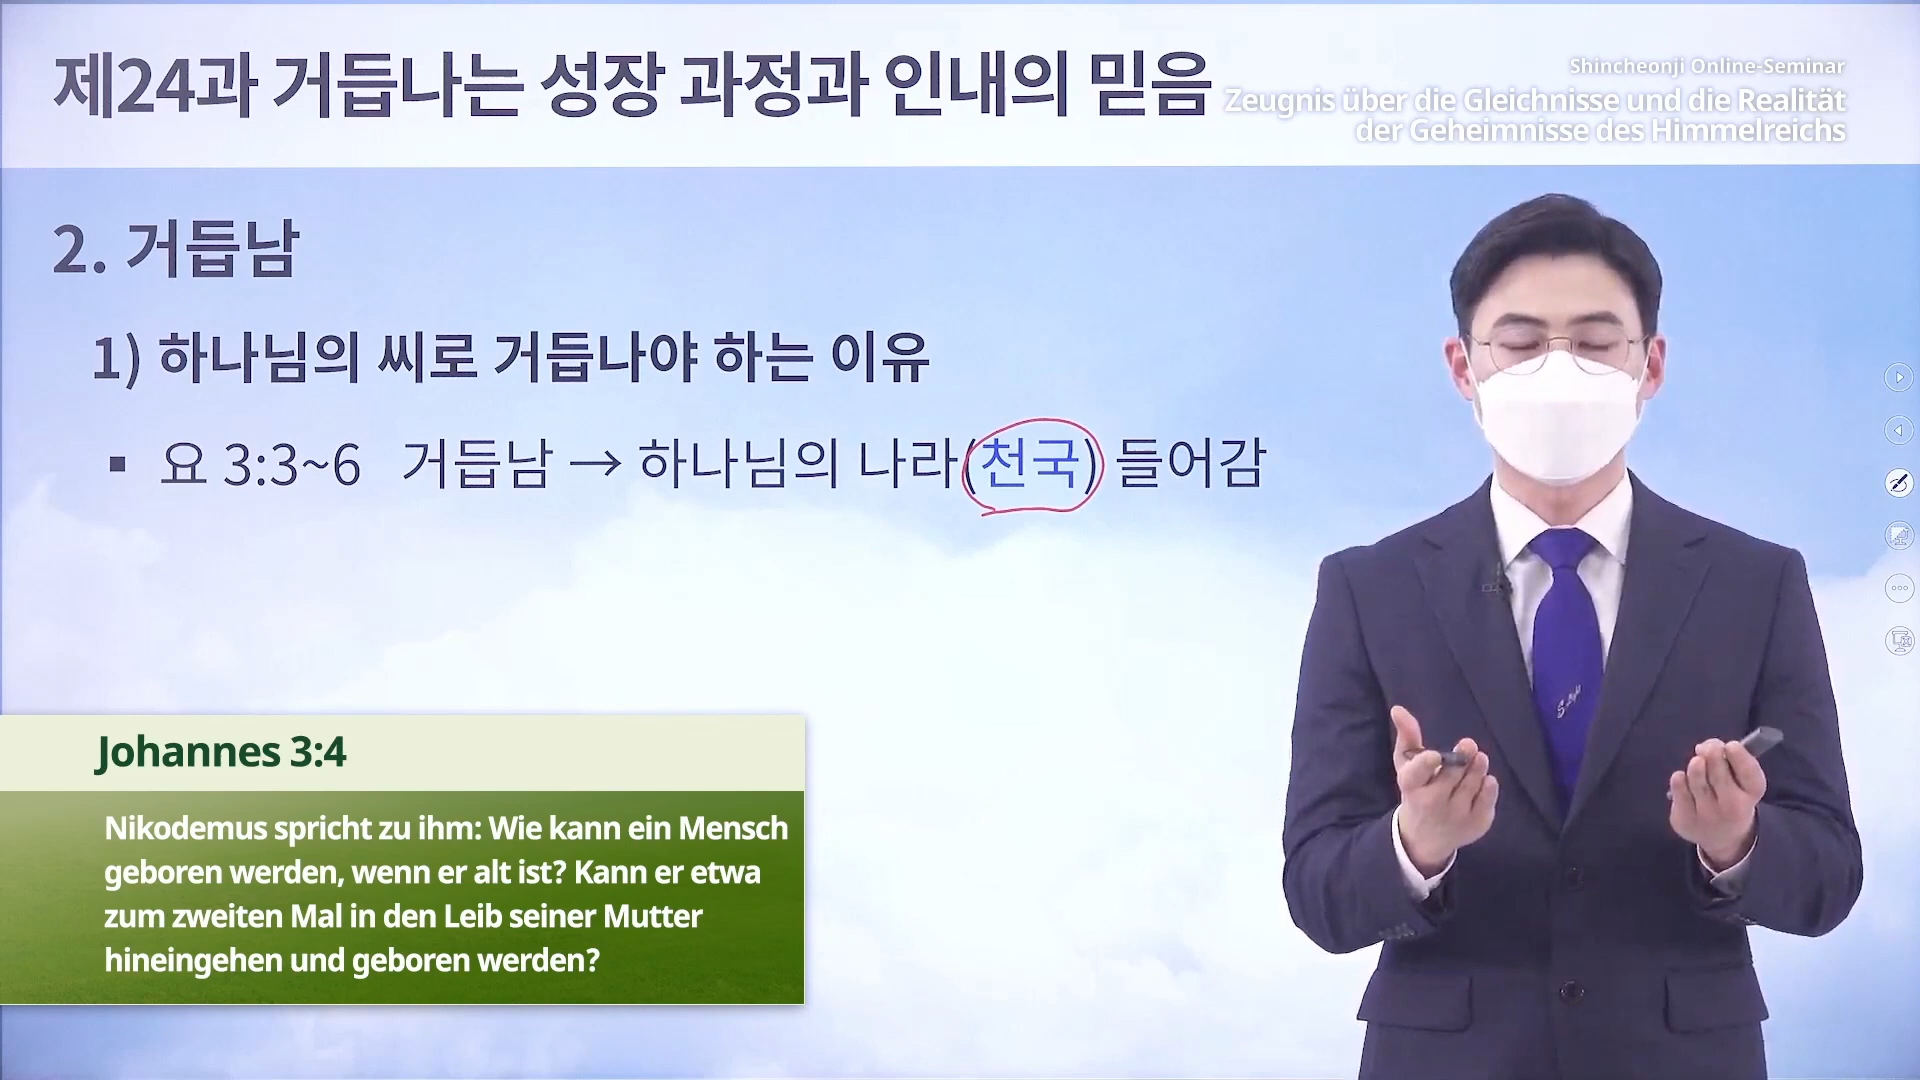 제24과 거듭나는 성장 과정과 인내의 믿음
Shincheonji Online-Seminar
Zeugnis über die Gleichnisse und die Realität
der Geheimnisse des Himmelreichs
2. 거듭남
1) 하나님의 씨로 거듭나야 하는 이유
▪ 요 3:3~6 거듭남 → 하나님의 나라(천국) 들어감
Johannes 3:4
Nikodemus spricht zu ihm: Wie kann ein Mensch
geboren werden, wenn er alt ist? Kann er etwa
zum zweiten Mal in den Leib seiner Mutter
hineingehen und geboren werden?